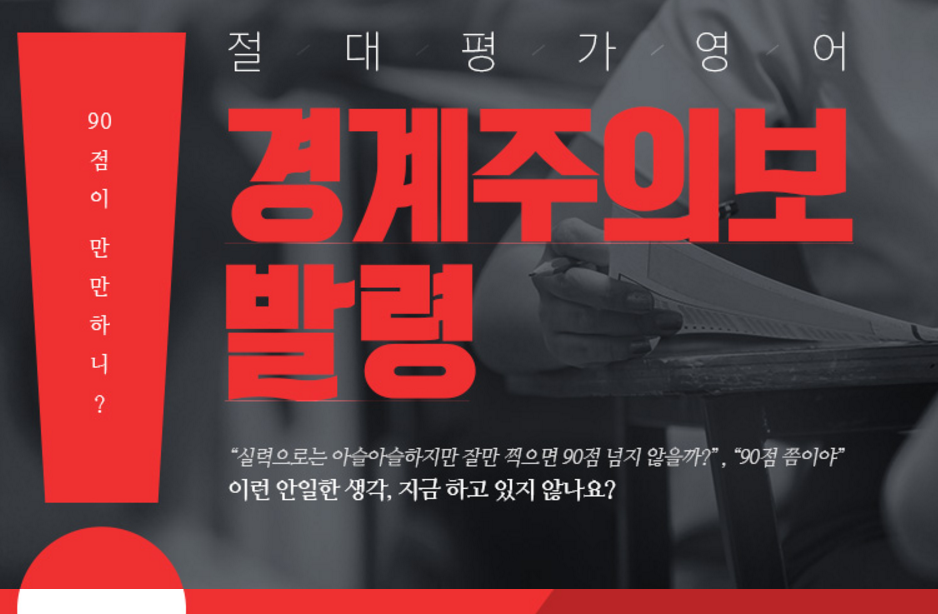 90점이 만만하니?
절대평가영어
경계주의보
발령
“실력으로는 아슬아슬하지만 잘만 찍으면 90점 넘지 않을까?”, “90점 쯤이야”
이런 안일한 생각, 지금 하고 있지 않나요?